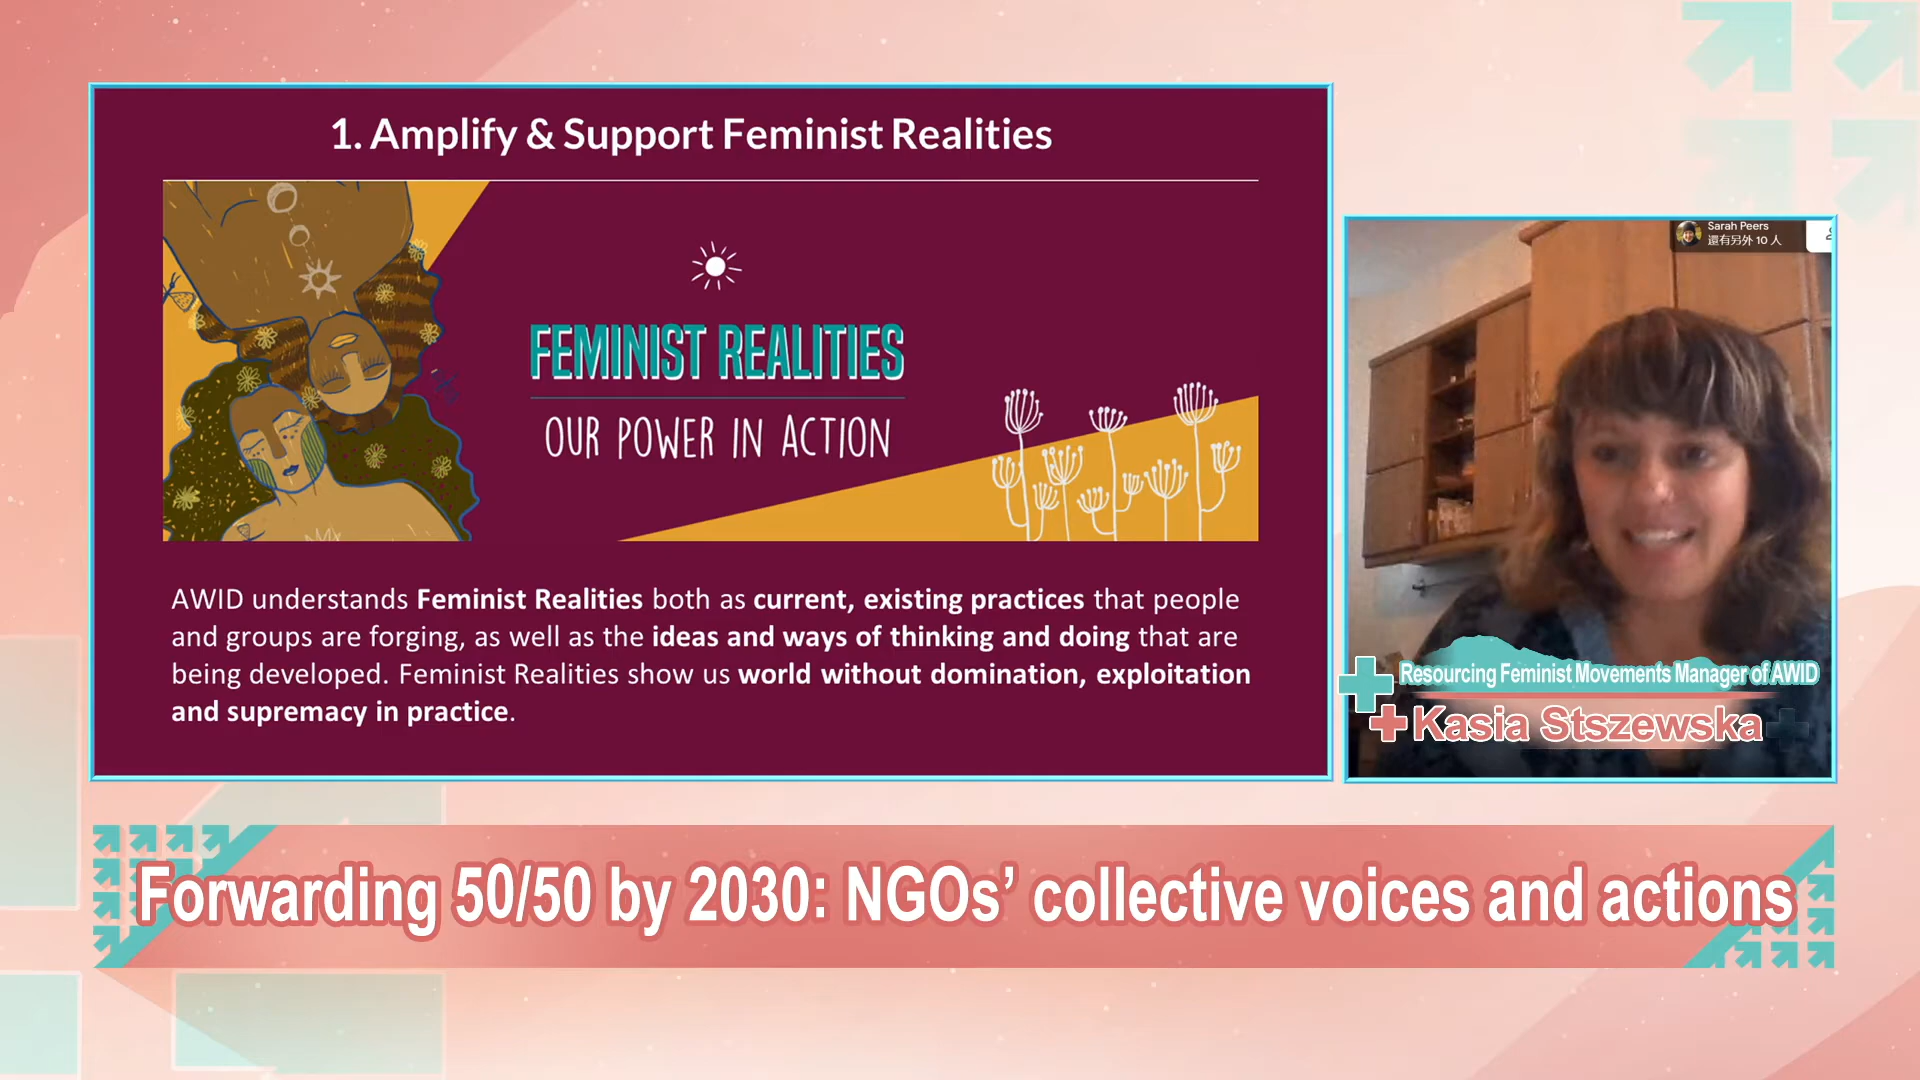 1. Amplify & Support Feminist Realities
FEMINIST REALITIES
OUR POWER IN ACTION
AWID understands Feminist Realities both as current, existing practices that people
and groups are forging, as well as the ideas and ways of thinking and doing that are
being developed. Feminist Realities show us world without domination, exploitation
and supremacy in practice.
Sarah Peers
還有另外 10 人
Resourcing Feminist Movements Manager of AWID
Kasia Stszewska
Forwarding 50/50 by 2030: NGOs’ collective voices and actions